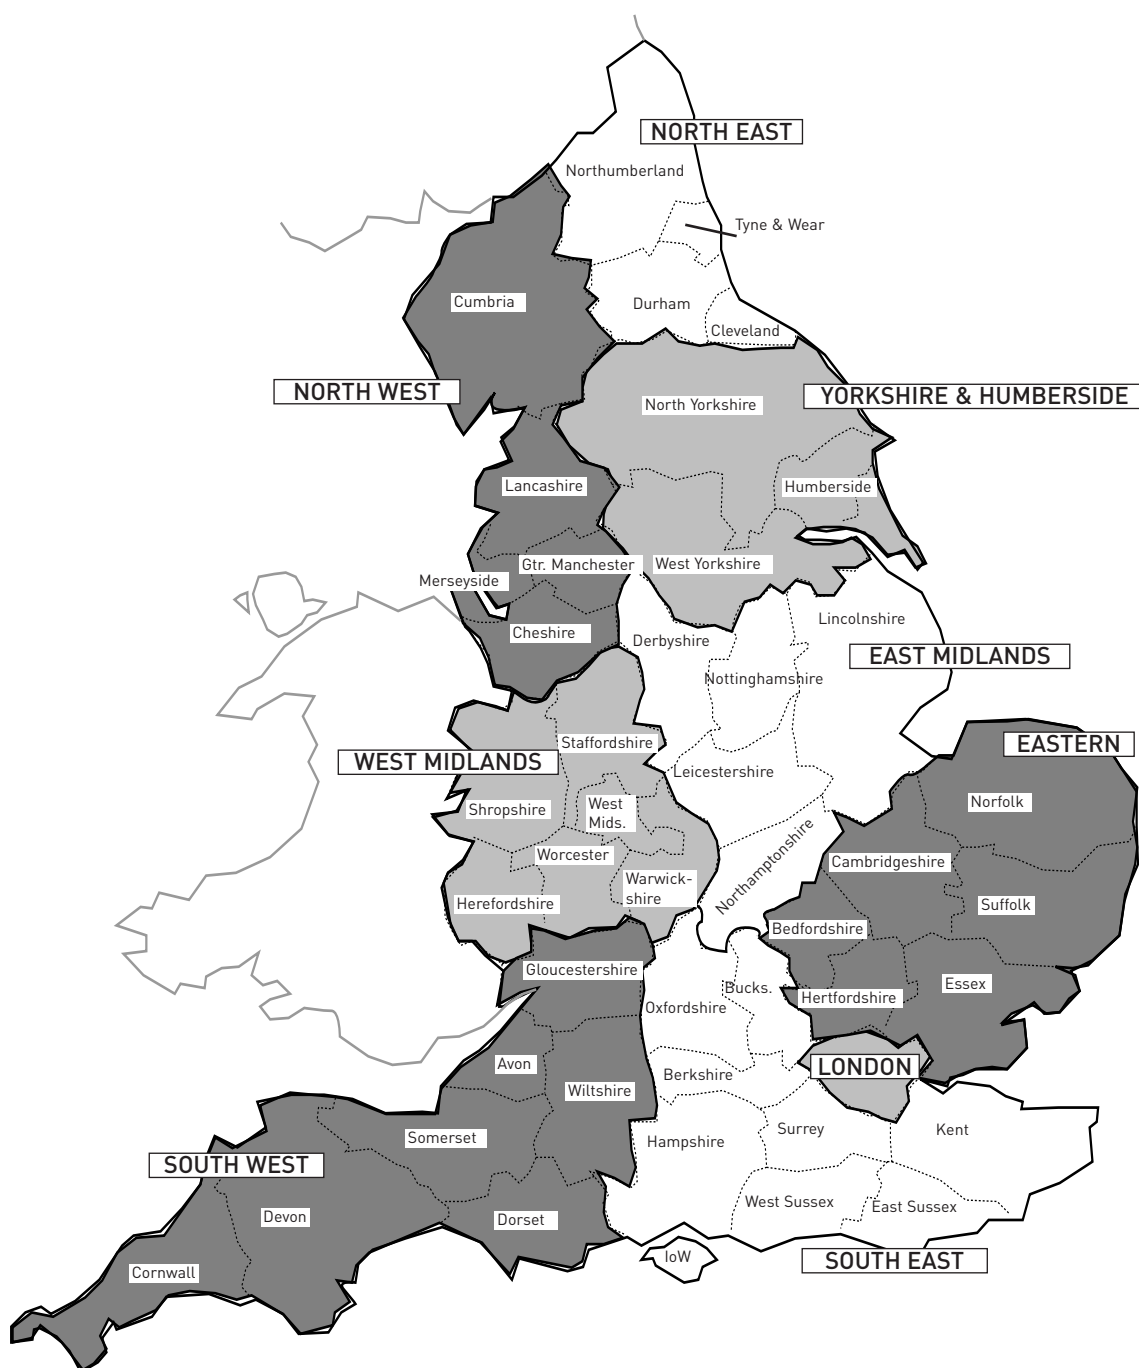 NORTH EAST
Northumberland
Tyne & Wear
Cumbria
Durham
Cleveland
NORTH WEST
YORKSHIRE & HUMBERSIDE
North Yorkshire
Lancashire
Humberside
Gtr. Manchester
West Yorkshire
Merseyside
Cheshire
Derbyshire
Lincolnshire
EAST MIDLANDS
Nottinghamshire
Staffordshire
EASTERN
WEST MIDLANDS
Leicestershire
Norfolk
Shropshire
West
Mids.
Worcester
Cambridgeshire
Northamptonshire
Warwick-
shire
Herefordshire
Suffolk
Bedfordshire
Gloucestershire
Bucks.
Essex
Hertfordshire
Oxfordshire
Avon
LONDON
Berkshire
Wiltshire
Somerset
Hampshire
Surrey
Kent
SOUTH WEST
West Sussex
East Sussex
Devon
Dorset
IoW
SOUTH EAST
Cornwall